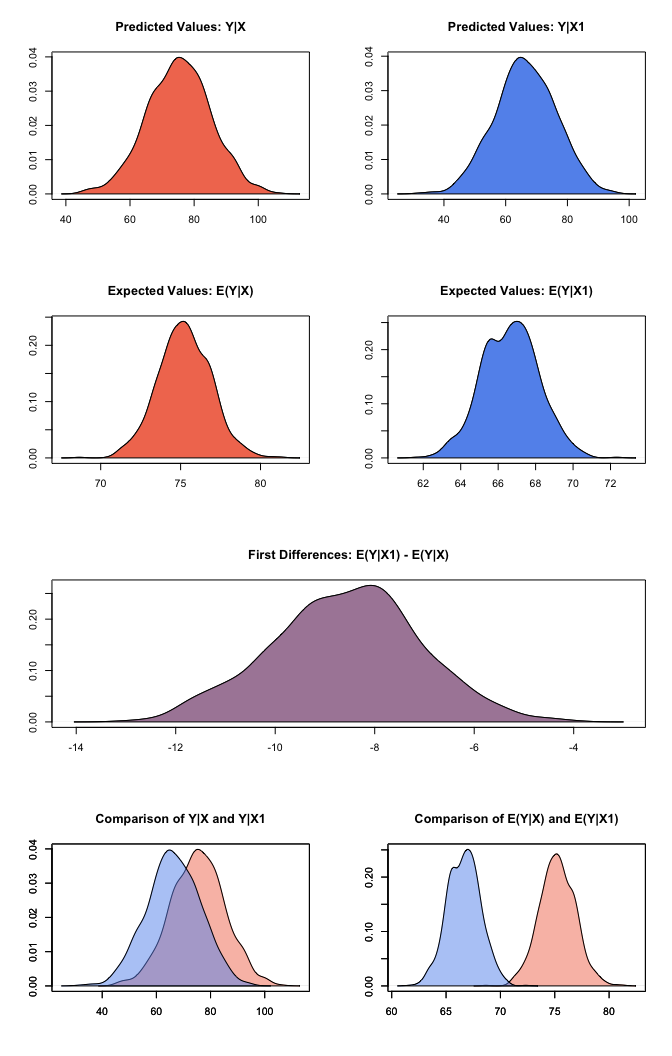 Predicted Values: Y|X
Predicted Values: Y|X1
0.00 0.01 0.02 0.03 0.04
0.00 0.01 0.02 0.03 0.04
40 60 80 100
40 60 80 100
Expected Values: E(Y|X)
Expected Values: E(Y|X1)
0.00 0.10 0.20
0.00 0.10 0.20
70 75 80
62 64 66 68 70 72
First Differences: E(Y|X1) - E(Y|X)
0.00 0.10 0.20
-14 -12 -10 -8 -6 -4
Comparison of Y|X and Y|X1
Comparison of E(Y|X) and E(Y|X1)
0.00 0.01 0.02 0.03 0.04
0.00 0.10 0.20
40 60 80 100
60 65 70 75 80